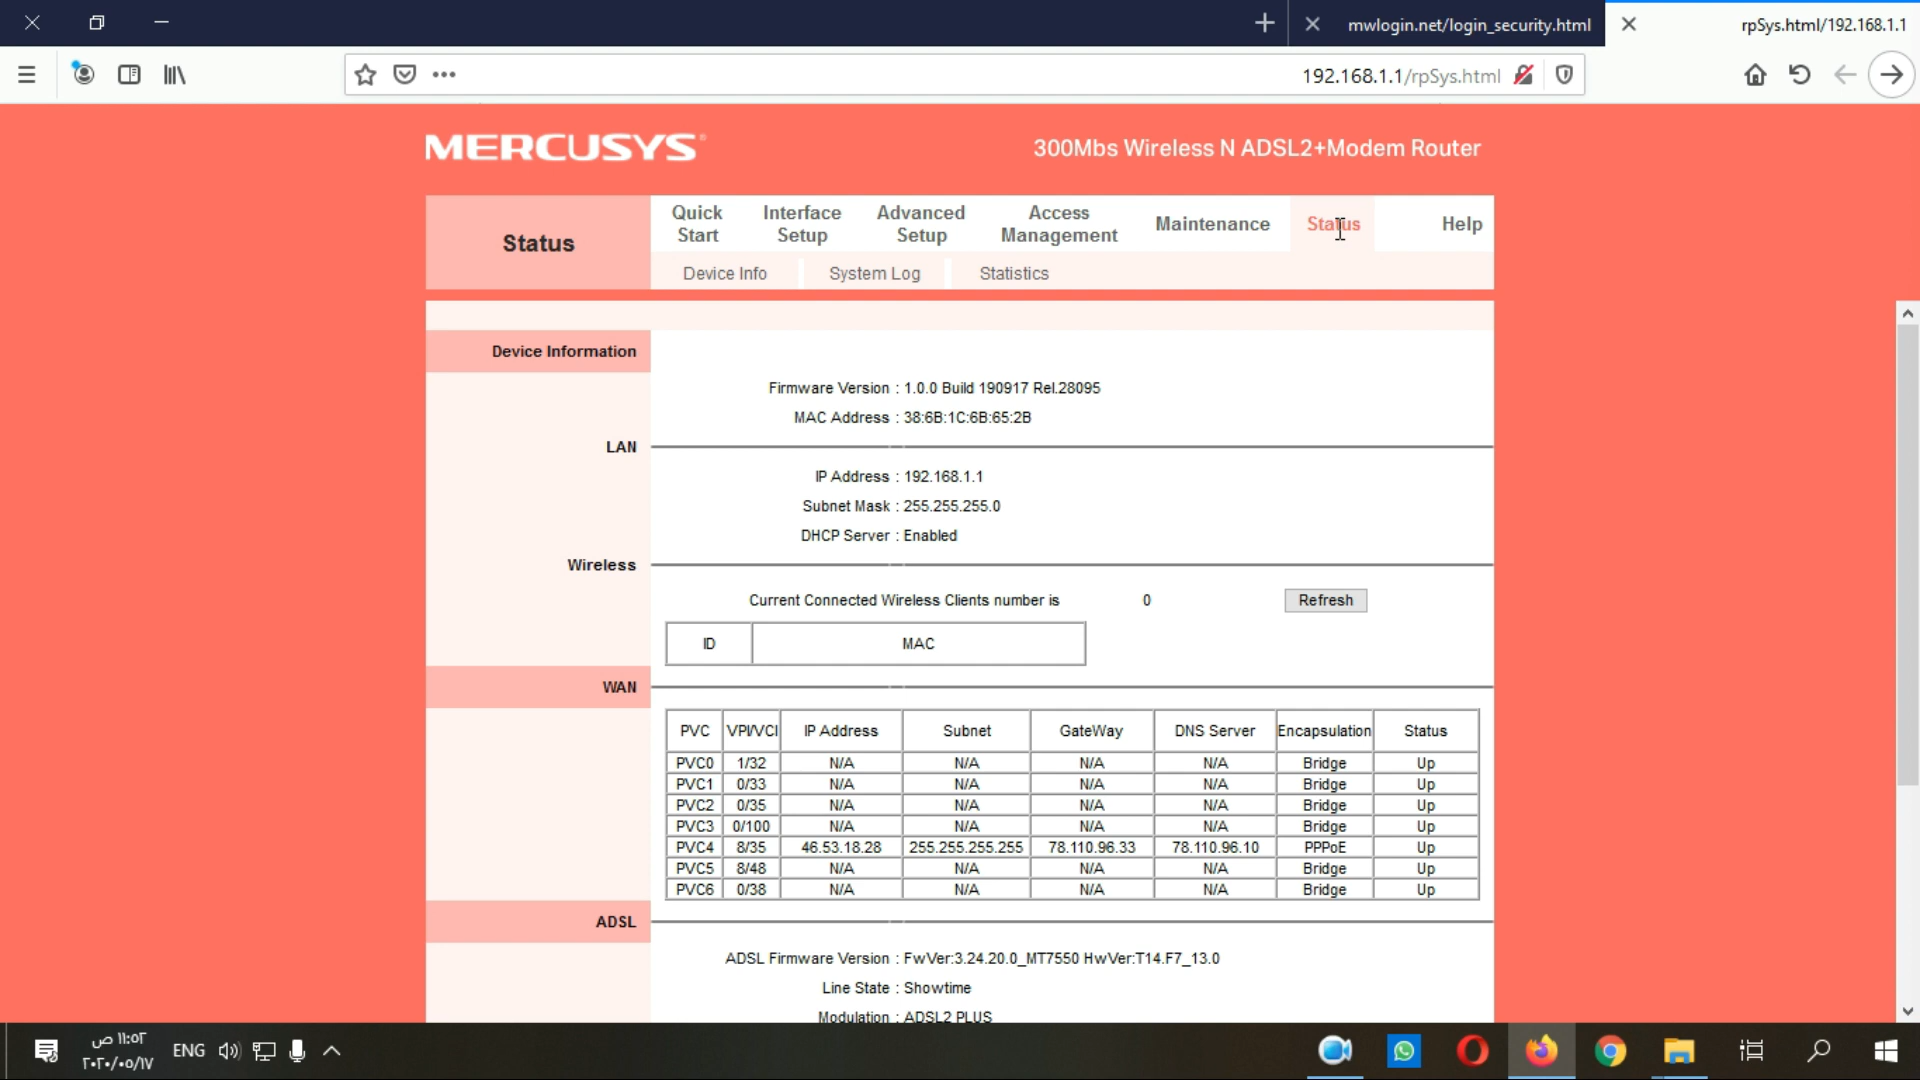 mwlogin.net/login_security.html
rpSys.html/192.168.1.1
192.168.1.1/rpSys.html
MERCUSYS
300Mbs Wireless N ADSL2+Modem Router
Status
Quick Start
Interface Setup
Advanced Setup
Access Management
Maintenance
Status
Help
Device Info
System Log
Statistics
Device Information
Firmware Version : 1.0.0 Build 190917 Rel.28095
MAC Address : 38:6B:1C:6B:65:2B
LAN
IP Address : 192.168.1.1
Subnet Mask : 255.255.255.0
DHCP Server : Enabled
Wireless
Current Connected Wireless Clients number is 0 Refresh
ID MAC
WAN
PVC VPI/VCI IP Address Subnet GateWay DNS Server Encapsulation Status
PVC0 1/32 N/A N/A N/A N/A Bridge Up
PVC1 0/33 N/A N/A N/A N/A Bridge Up
PVC2 0/35 N/A N/A N/A N/A Bridge Up
PVC3 0/100 N/A N/A N/A N/A Bridge Up
PVC4 8/35 46.53.18.28 255.255.255.255 78.110.96.33 78.110.96.10 PPPoE Up
PVC5 8/48 N/A N/A N/A N/A Bridge Up
PVC6 0/38 N/A N/A N/A N/A Bridge Up
ADSL
ADSL Firmware Version : FwVer:3.24.20.0_MT7550 HwVer:T14.F7_13.0
Line State : Showtime
Modulation : ADSL2 PLUS
١١:٥٢ ص
٢٠٢٠/٠٥/١٧
ENG